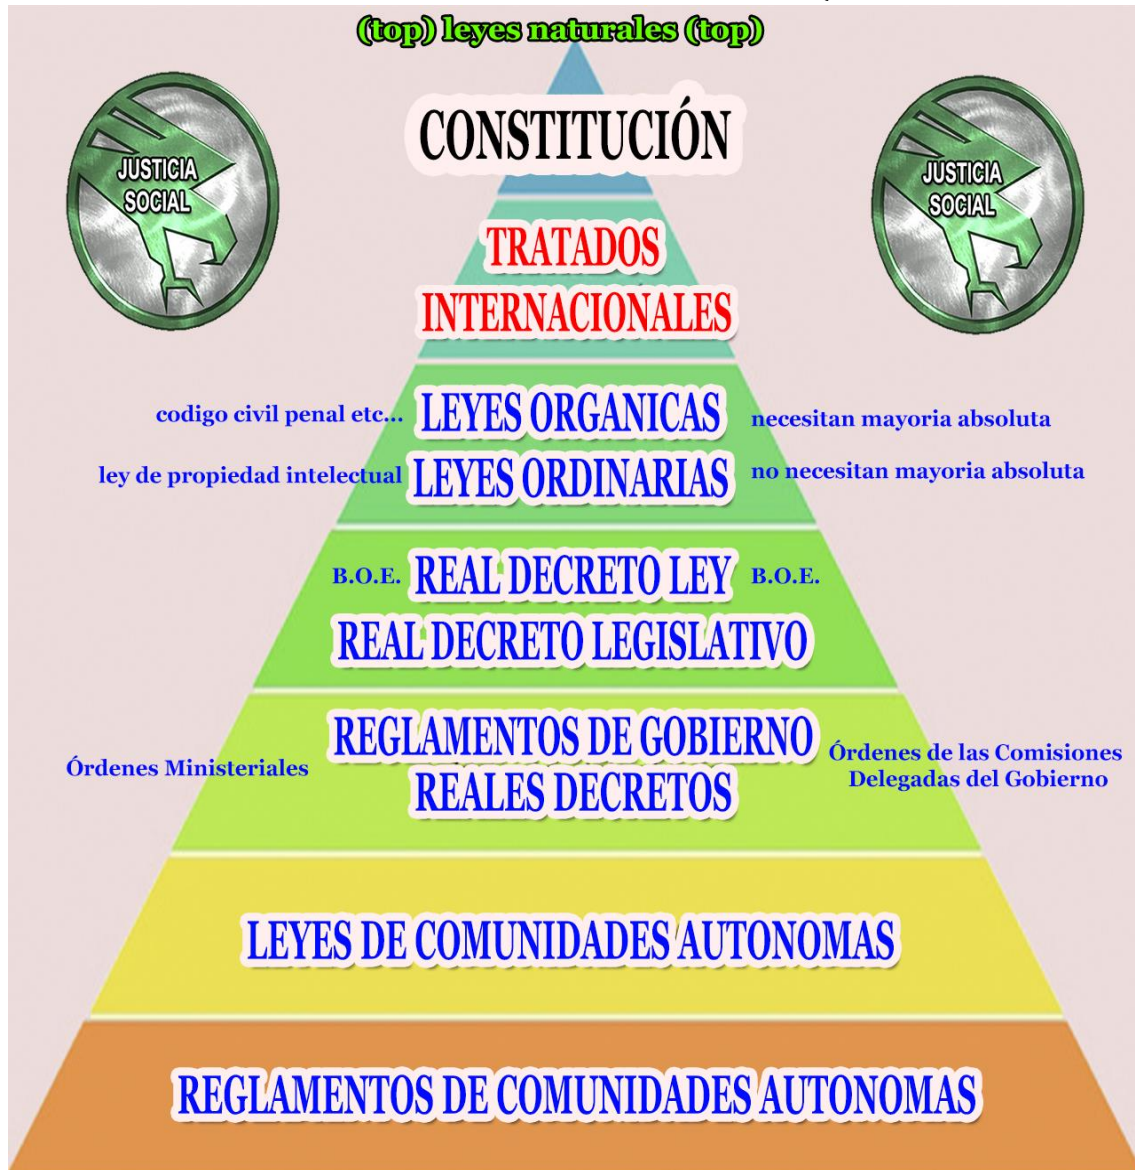 (top) leyes naturales (top)
CONSTITUCIÓN
JUSTICIA
SOCIAL
JUSTICIA
SOCIAL
TRATADOS
INTERNACIONALES
codigo civil penal etc... LEYES ORGANICAS necesitan mayoria absoluta
ley de propiedad intelectual LEYES ORDINARIAS no necesitan mayoria absoluta
B.O.E. REAL DECRETO LEY B.O.E.
REAL DECRETO LEGISLATIVO
REGLAMENTOS DE GOBIERNO
REALES DECRETOS
Órdenes Ministeriales
Órdenes de las Comisiones
Delegadas del Gobierno
LEYES DE COMUNIDADES AUTONOMAS
REGLAMENTOS DE COMUNIDADES AUTONOMAS